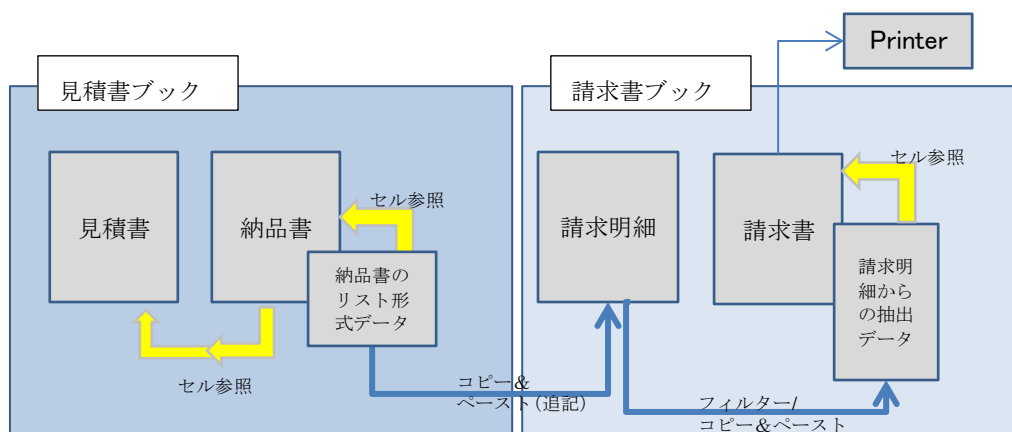 Printer
見積書ブック
請求書ブック
見積書
納品書
セル参照
納品書の
リスト形
式データ
セル参照
コピー&
ペースト(追記)
請求明細
請求書
セル参照
請求明
細から
の抽出
データ
フィルター/
コピー&ペースト